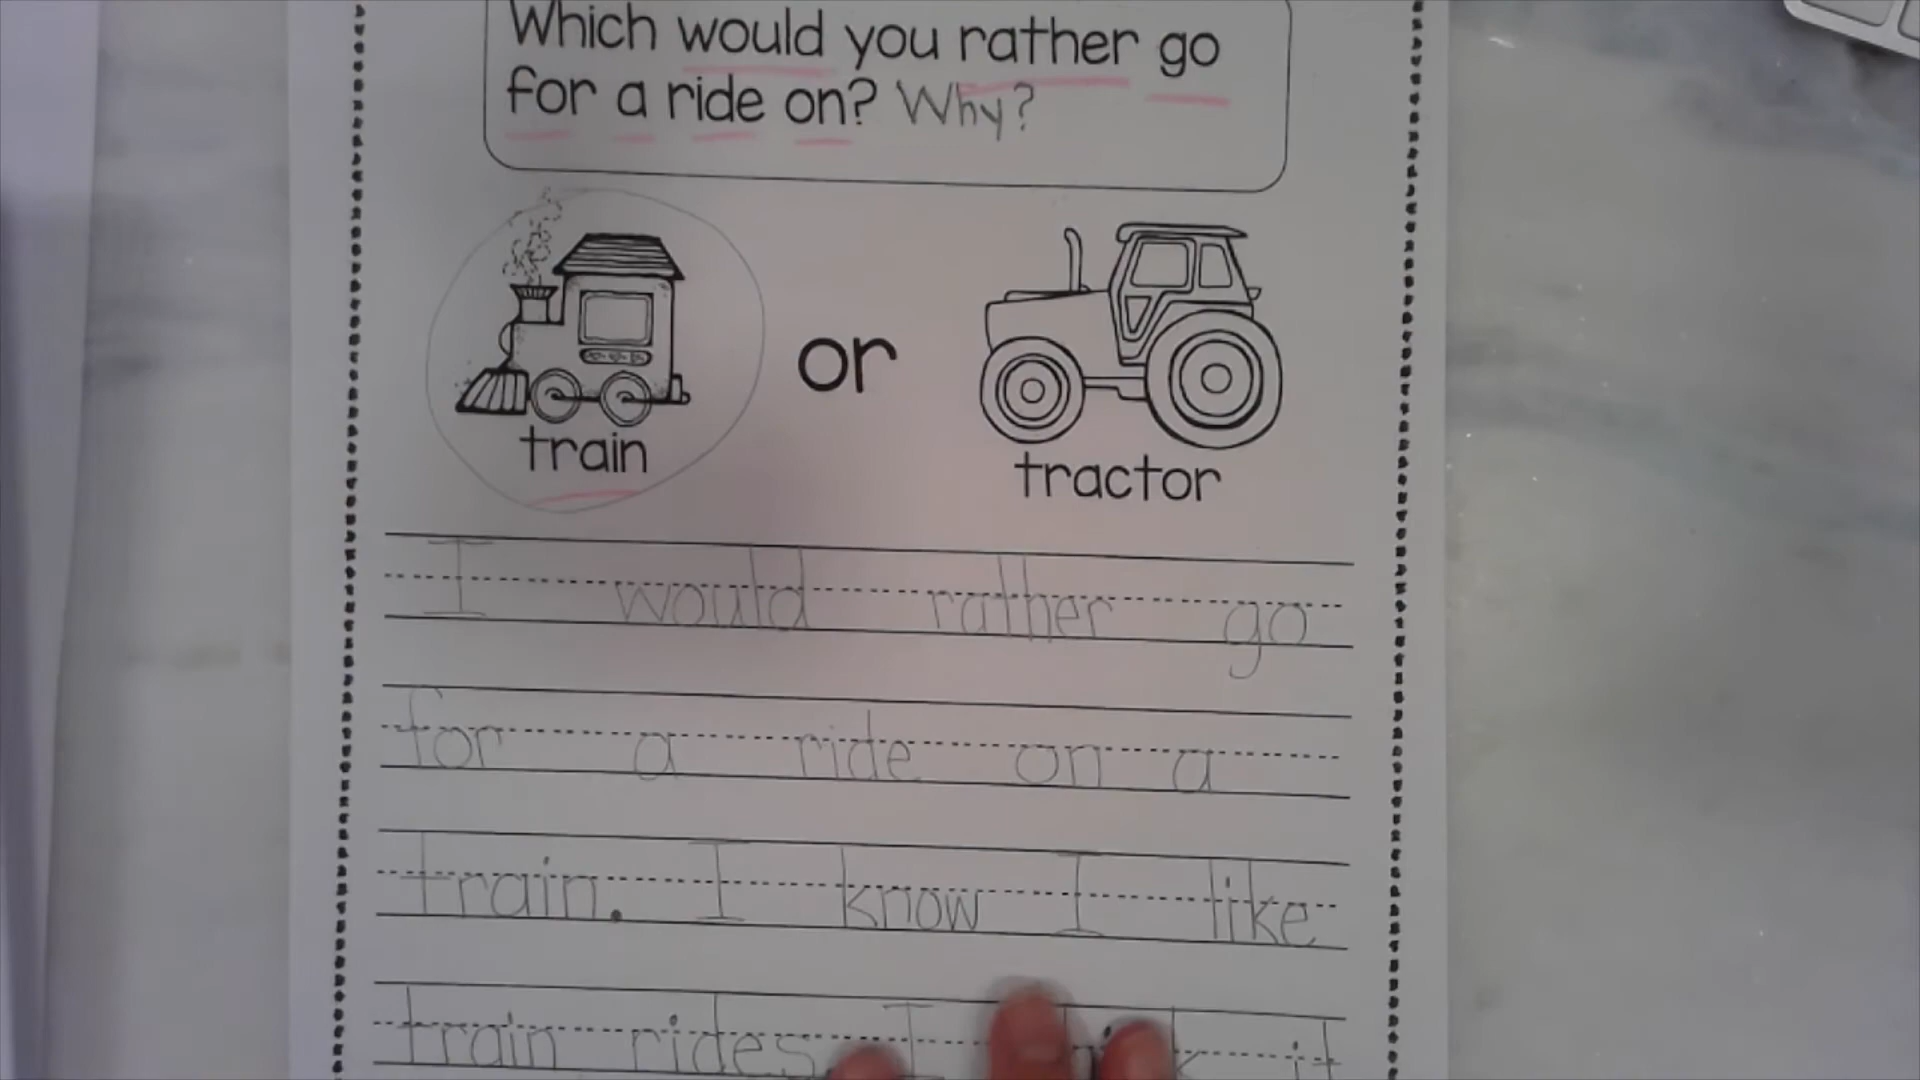 Which would you rather go
for a ride on? Why?
or
train
tractor
I would rather go
for a ride on a
train. I know I like
train rides I it